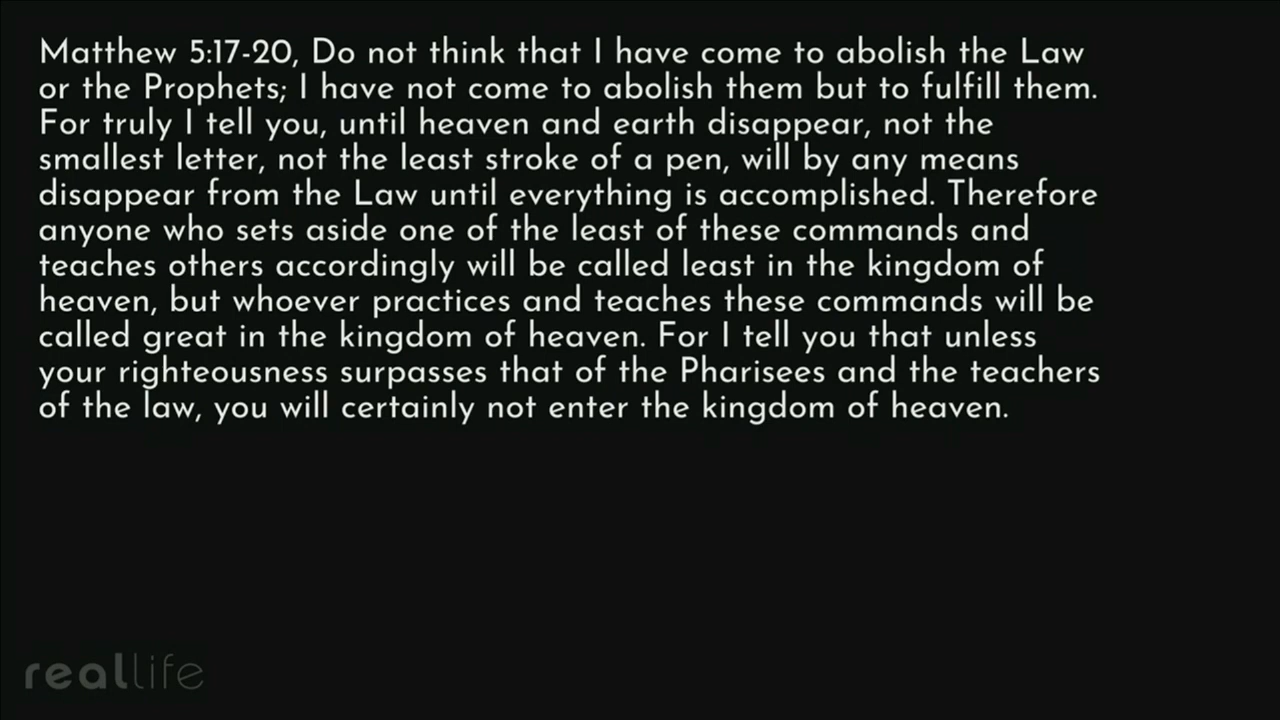 Matthew 5:17-20, Do not think that I have come to abolish the Law
or the Prophets; I have not come to abolish them but to fulfill them.
For truly I tell you, until heaven and earth disappear, not the
smallest letter, not the least stroke of a pen, will by any means
disappear from the Law until everything is accomplished. Therefore
anyone who sets aside one of the least of these commands and
teaches others accordingly will be called least in the kingdom of
heaven, but whoever practices and teaches these commands will be
called great in the kingdom of heaven. For I tell you that unless
your righteousness surpasses that of the Pharisees and the teachers
of the law, you will certainly not enter the kingdom of heaven.
reallife